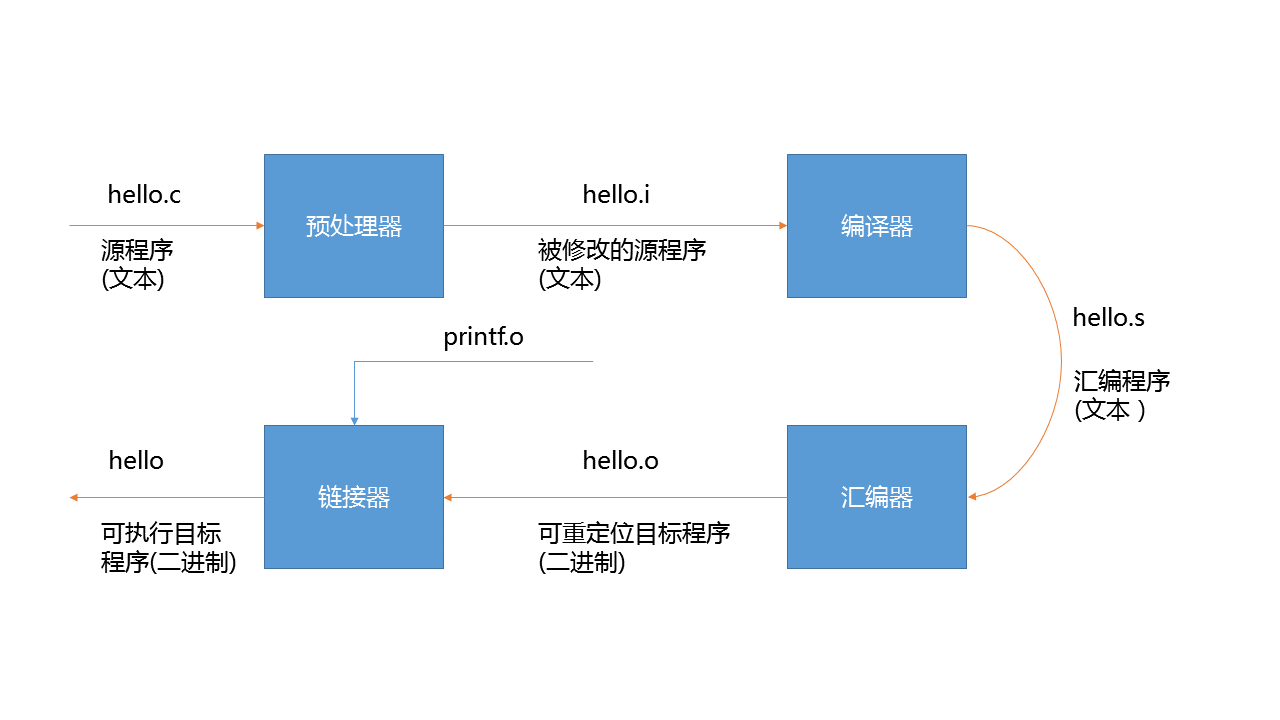 hello.c
源程序
(文本)
预处理器
hello.i
被修改的源程序
(文本)
编译器
hello.s
汇编程序
(文本 )
printf.o
hello
可执行目标
程序(二进制)
链接器
hello.o
可重定位目标程序
(二进制)
汇编器